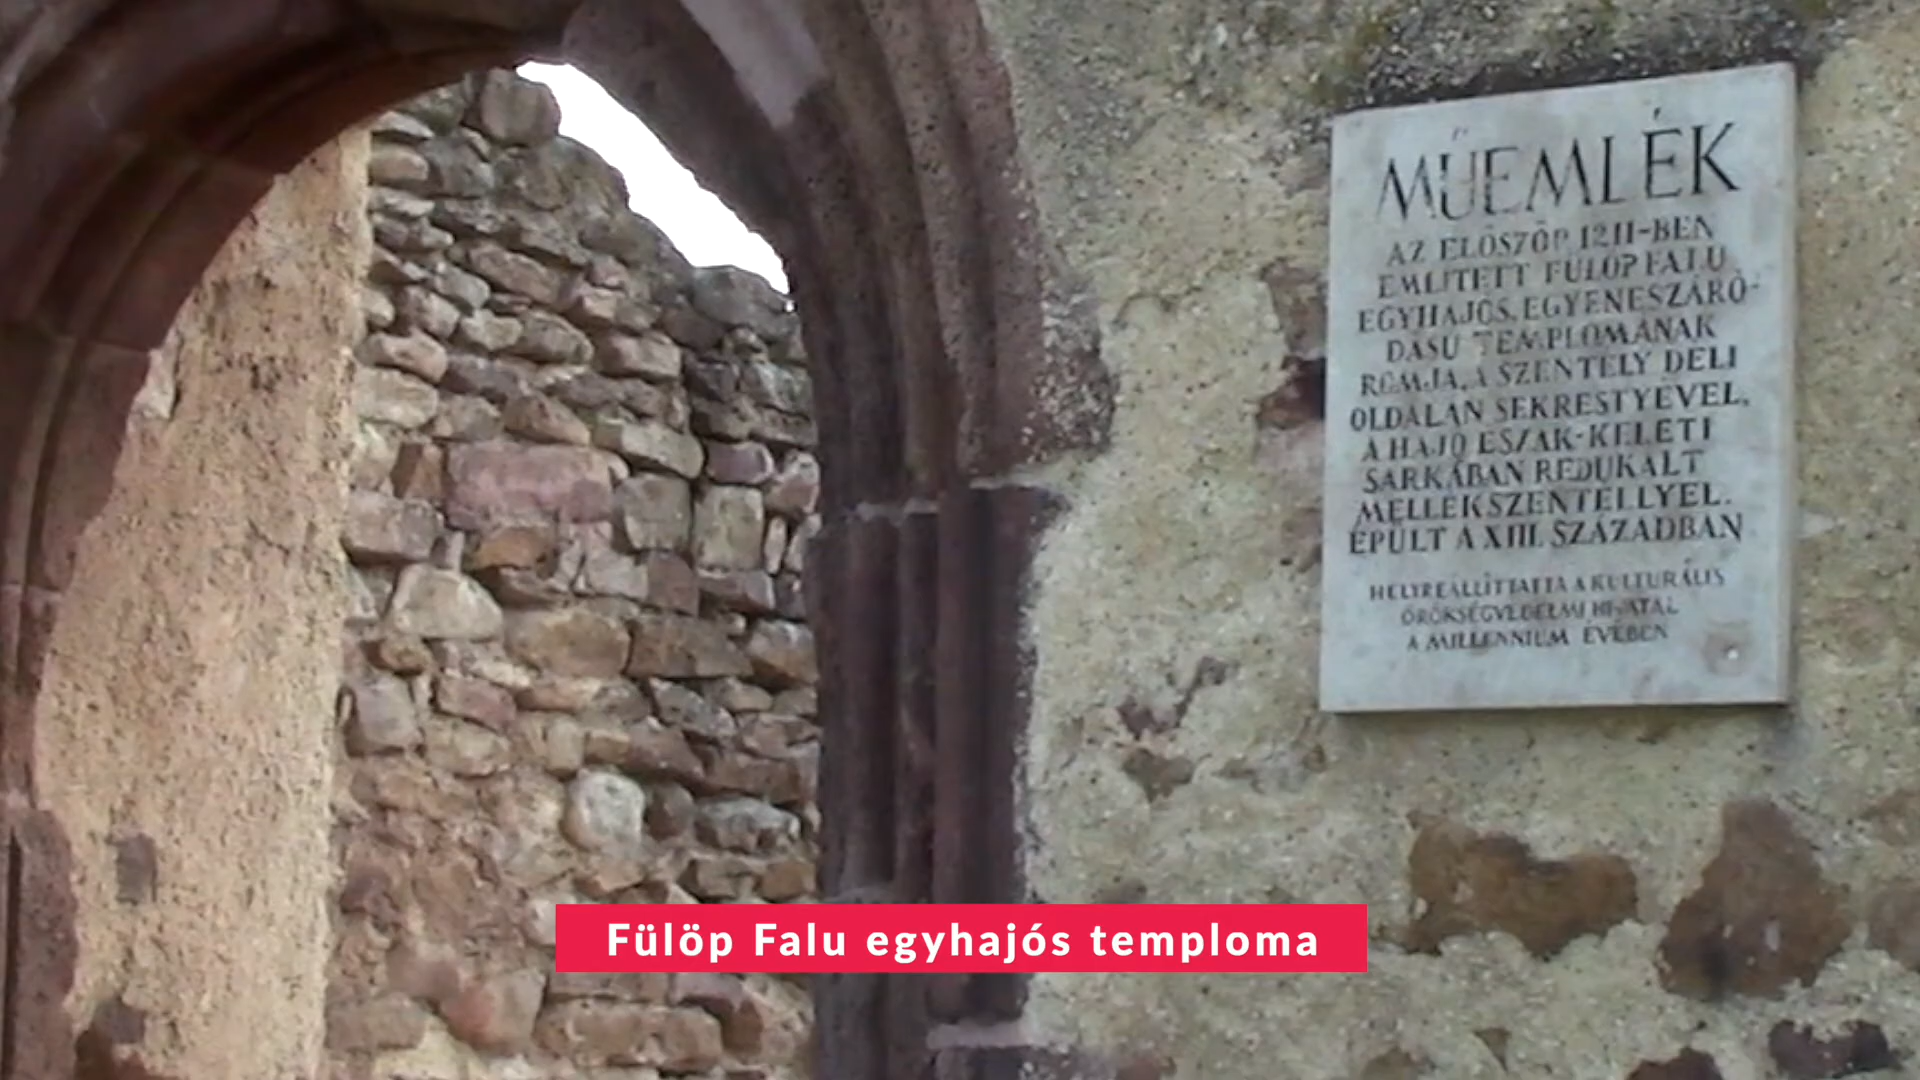 MŰEMLÉK
AZ ELŐSZÖR 1211-BEN
EMLITETT FÜLÖP FALU
EGYHAJÓS, EGYENESZÁRÓ-
DÁSÚ TEMPLOMÁNAK
ROMJA, A SZENTÉLY DÉLI
OLDALÁN SEKRESTYÉVEL,
A HAJÓ ÉSZAK-KELETI
SARKÁBAN REDUKÁLT
MELLÉKSZENTÉLLYEL.
ÉPÜLT A XIII. SZÁZADBAN
HELYREÁLLÍTTATTA A KULTURÁLIS
ÖRÖKSÉGVÉDELMI HIVATAL
A MILLENNIUM ÉVÉBEN
Fülöp Falu egyhajós temploma